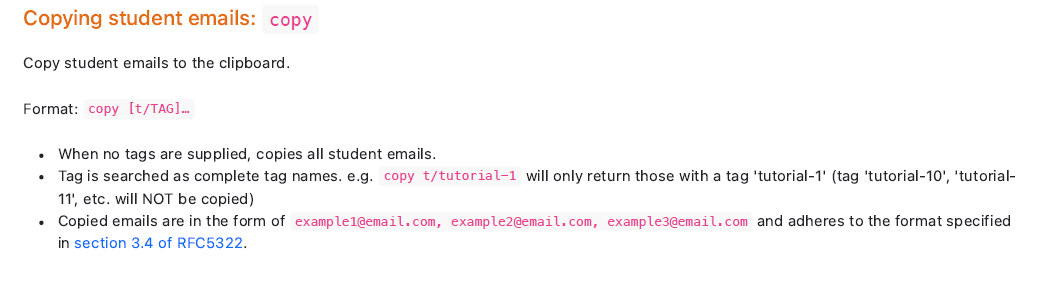 Copying student emails: copy
Copy student emails to the clipboard.
Format: copy [t/TAG]…
• When no tags are supplied, copies all student emails.
• Tag is searched as complete tag names. e.g. copy t/tutorial-1 will only return those with a tag 'tutorial-1' (tag 'tutorial-10', 'tutorial-
11', etc. will NOT be copied)
• Copied emails are in the form of example1@email.com, example2@email.com, example3@email.com and adheres to the format specified
in section 3.4 of RFC5322.